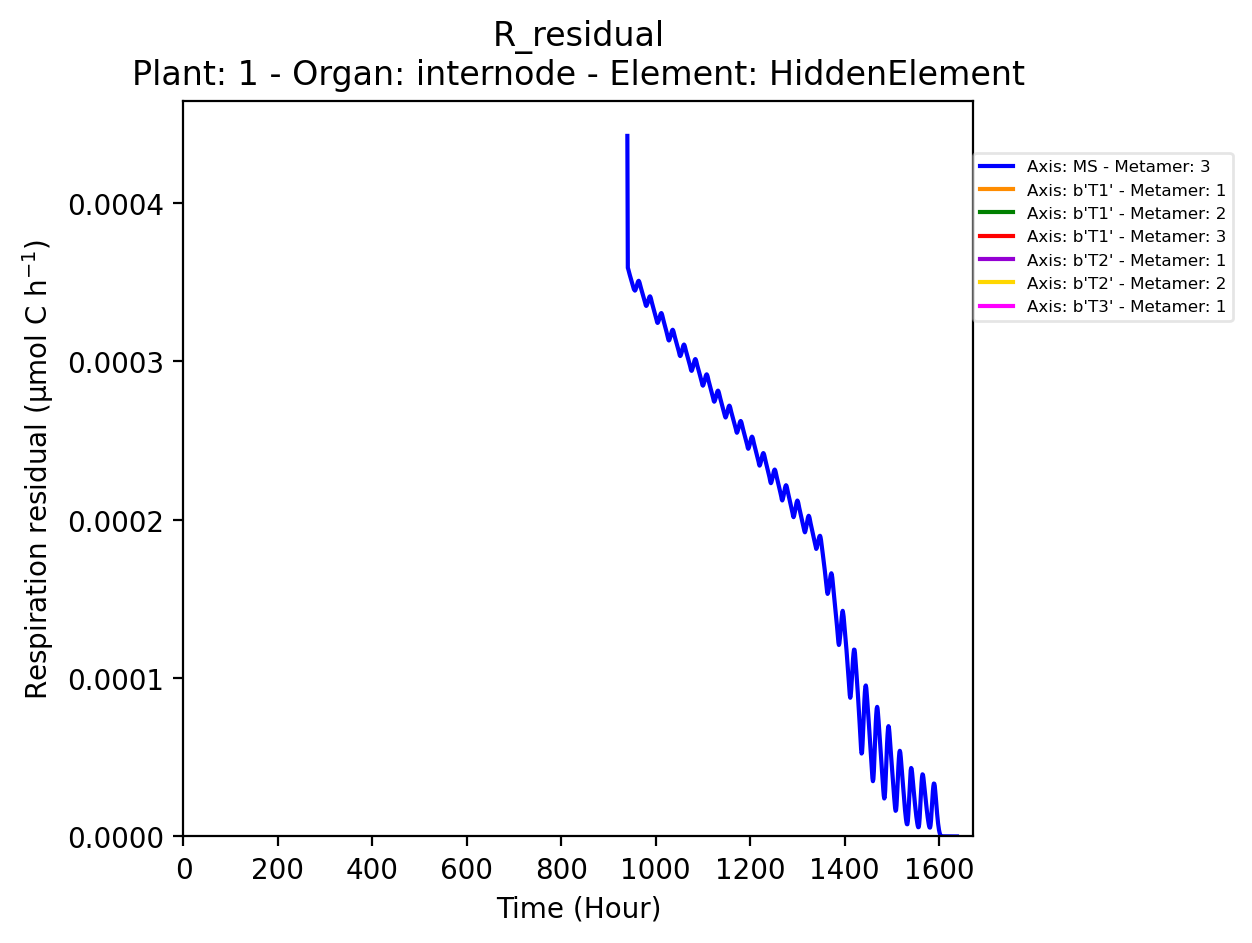 R_residual
Plant: 1 - Organ: internode - Element: HiddenElement
Respiration residual (µmol C h⁻¹)
0.0004
0.0003
0.0002
0.0001
0.0000
0 200 400 600 800 1000 1200 1400 1600
Time (Hour)
Axis: MS - Metamer: 3
Axis: b'T1' - Metamer: 1
Axis: b'T1' - Metamer: 2
Axis: b'T1' - Metamer: 3
Axis: b'T2' - Metamer: 1
Axis: b'T2' - Metamer: 2
Axis: b'T3' - Metamer: 1